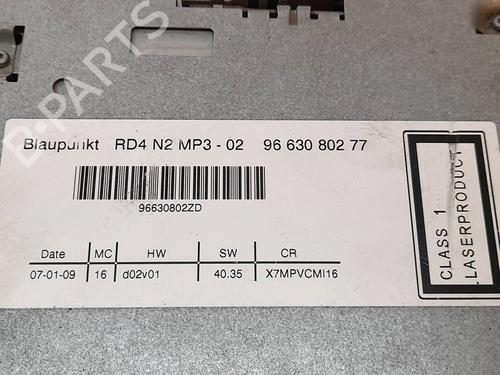 B-PARTS
Blaupunkt RD4 N2 MP3 - 02 96 630 802 77
96630802ZD
Date MC HW SW CR
07-01-09 16 d02v01 40.35 X7MPVCMI16
CLASS 1
LASERPRODUCT